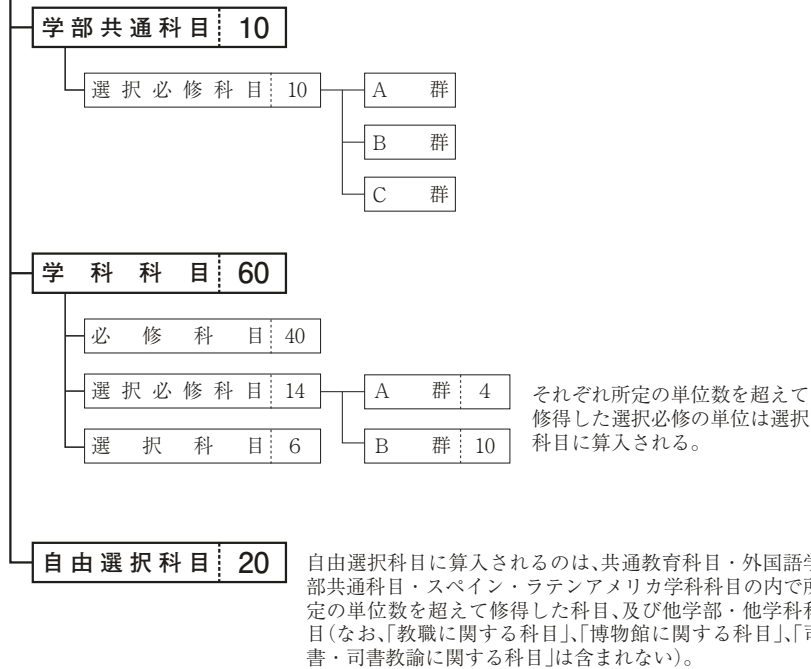 学部共通科目 10
選択必修科目 10
A 群
B 群
C 群
学科科目 60
必修科目 40
選択必修科目 14
A 群 4
それぞれ所定の単位数を超えて
修得した選択必修の単位は選択
科目に算入される。
選択科目 6
B 群 10
自由選択科目 20
自由選択科目に算入されるのは、共通教育科目・外国語学
部共通科目・スペイン・ラテンアメリカ学科科目の内で所
定の単位数を超えて修得した科目、及び他学部・他学科科
目(なお、「教職に関する科目」、「博物館に関する科目」、「司
書・司書教諭に関する科目」は含まれない)。